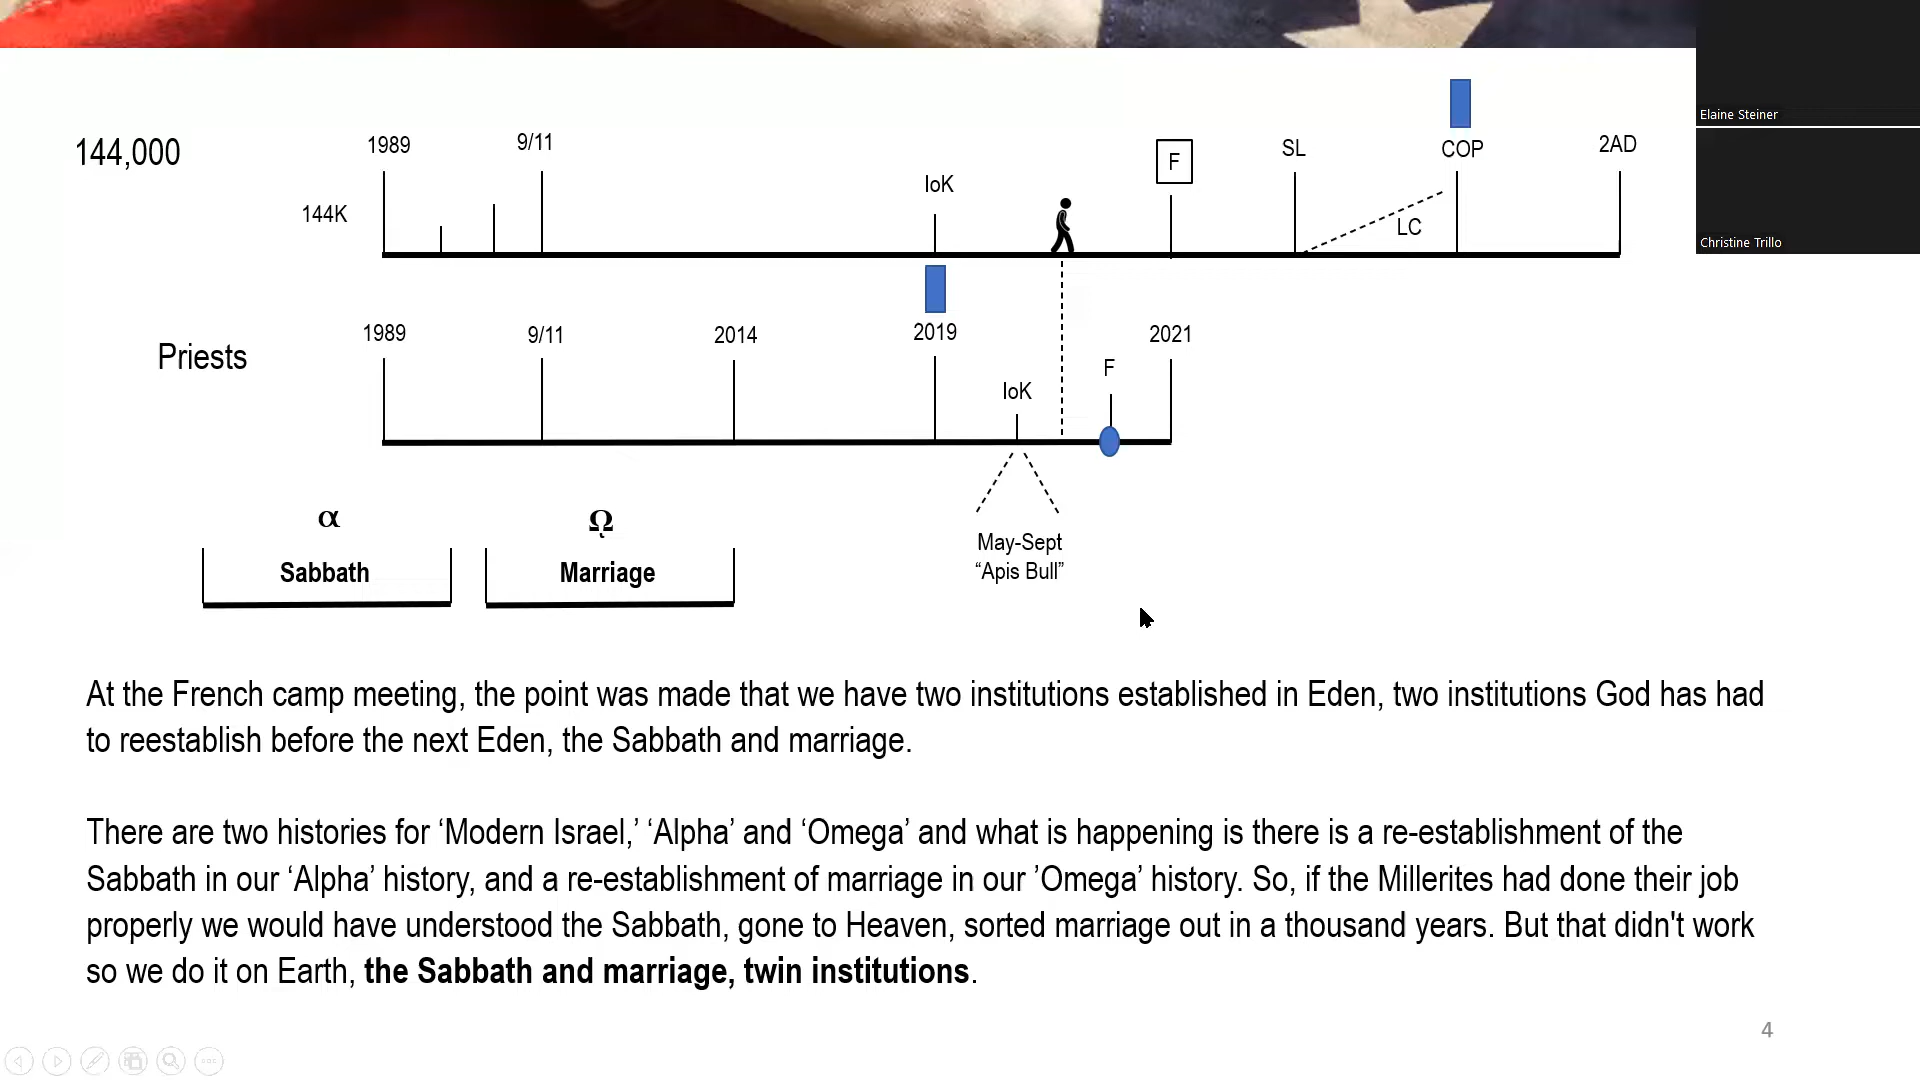 Elaine Steiner
Christine Trillo
144,000
1989
9/11
IoK
F
SL
COP
2AD
144K
LC
Priests
1989
9/11
2014
2019
2021
IoK
F
α
Ω
Sabbath
Marriage
May-Sept
“Apis Bull”
At the French camp meeting, the point was made that we have two institutions established in Eden, two institutions God has had
to reestablish before the next Eden, the Sabbath and marriage.
There are two histories for ‘Modern Israel,’ ‘Alpha’ and ‘Omega’ and what is happening is there is a re-establishment of the
Sabbath in our ‘Alpha’ history, and a re-establishment of marriage in our ’Omega’ history. So, if the Millerites had done their job
properly we would have understood the Sabbath, gone to Heaven, sorted marriage out in a thousand years. But that didn't work
so we do it on Earth, the Sabbath and marriage, twin institutions.
4